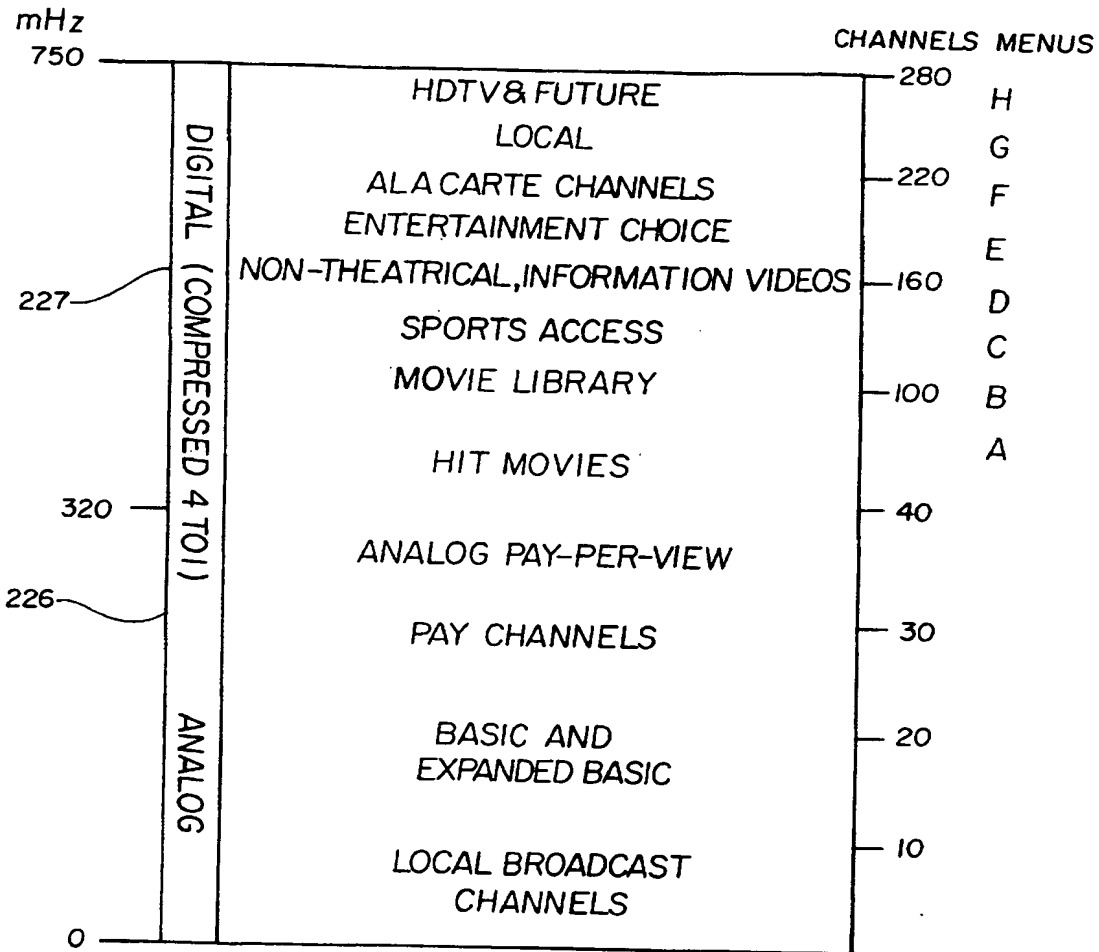 mHz
CHANNELS MENUS
750
280
HDTV & FUTURE
H
LOCAL
G
ALA CARTE CHANNELS
220
F
ENTERTAINMENT CHOICE
E
NON-THEATRICAL, INFORMATION VIDEOS
160
D
227
SPORTS ACCESS
C
MOVIE LIBRARY
100
B
HIT MOVIES
A
320
40
DIGITAL (COMPRESSED 4 TO 1)
ANALOG PAY-PER-VIEW
226
PAY CHANNELS
30
ANALOG
BASIC AND
20
EXPANDED BASIC
10
LOCAL BROADCAST
CHANNELS
0